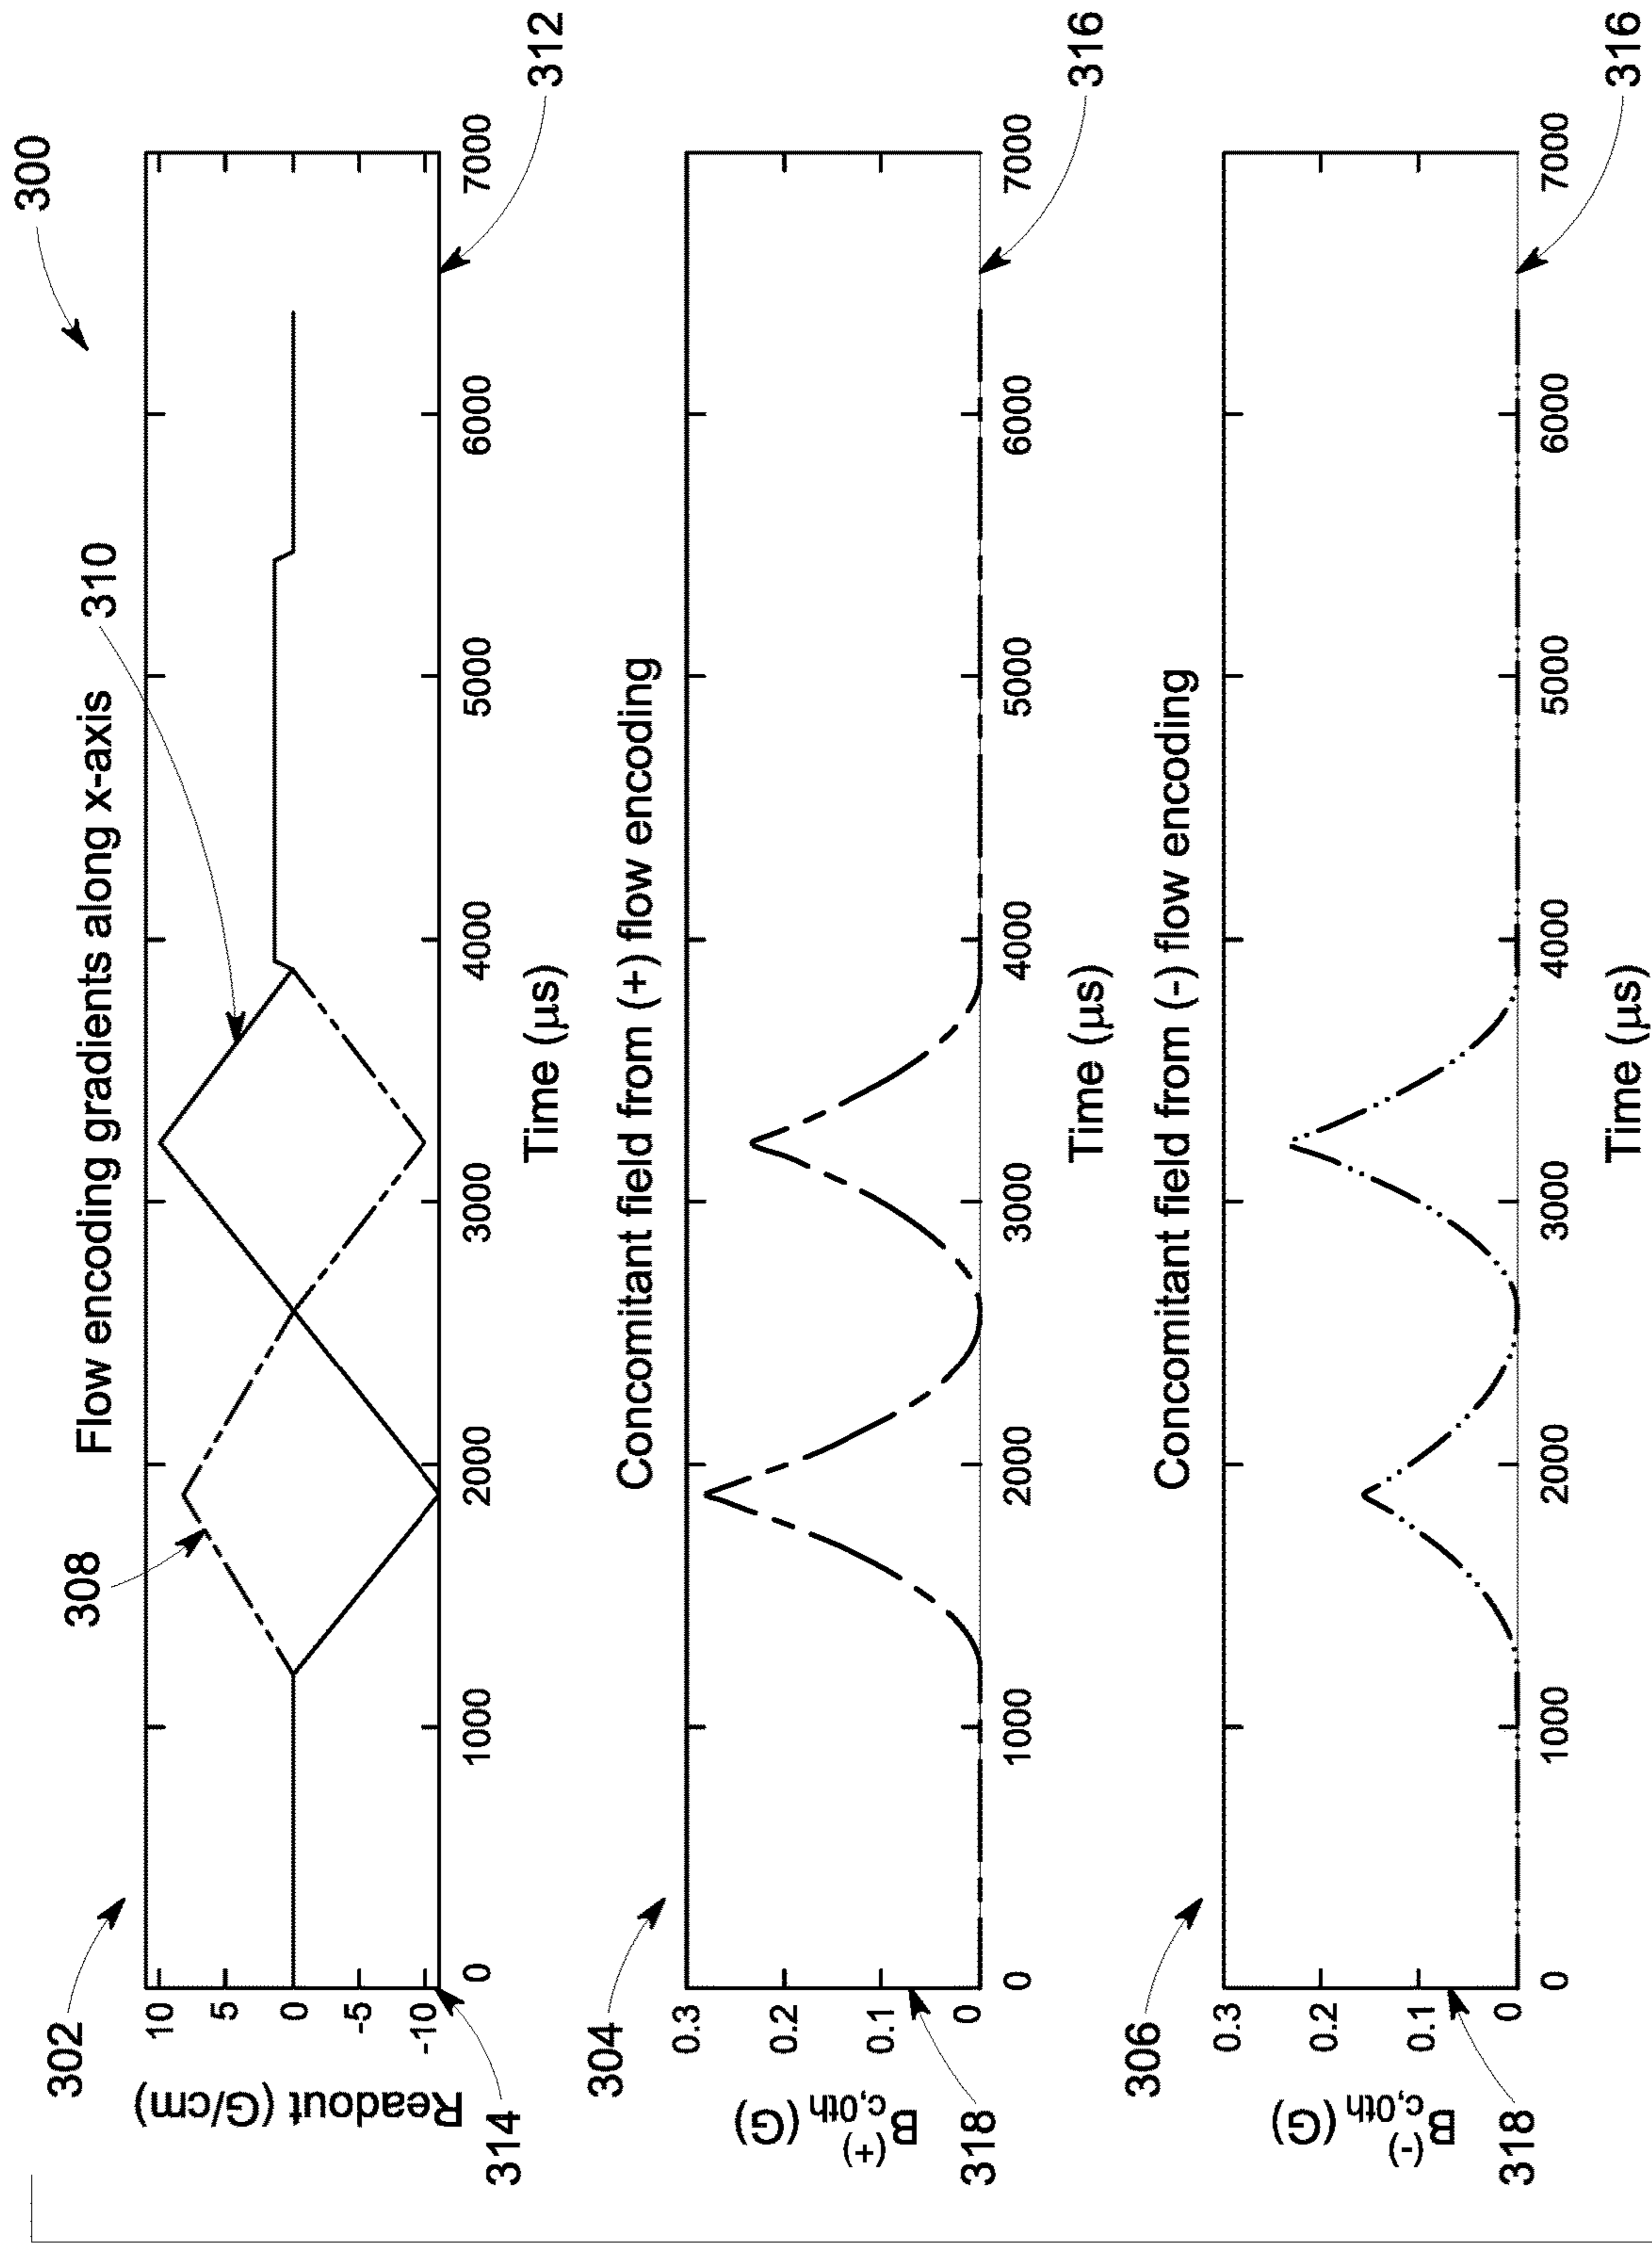 300
302
Flow encoding gradients along x-axis
308
310
Readout (G/cm)
10
5
0
-5
-10
314
0 1000 2000 3000 4000 5000 6000 7000
Time (μs)
312
304
Concomitant field from (+) flow encoding
B(+)c,0th (G)
0.3
0.2
0.1
0
318
0 1000 2000 3000 4000 5000 6000 7000
Time (μs)
316
306
Concomitant field from (-) flow encoding
B(-)c,0th (G)
0.3
0.2
0.1
0
318
0 1000 2000 3000 4000 5000 6000 7000
Time (μs)
316